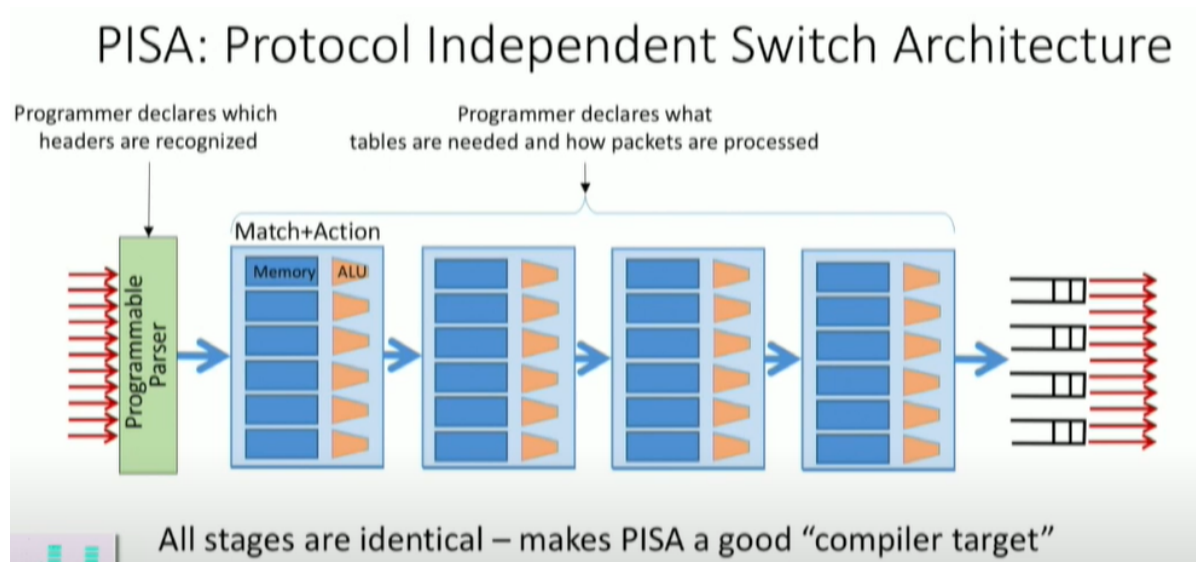 PISA: Protocol Independent Switch Architecture
Programmer declares which
headers are recognized
Programmer declares what
tables are needed and how packets are processed
Match+Action
Memory
ALU
Programmable
Parser
All stages are identical – makes PISA a good “compiler target”